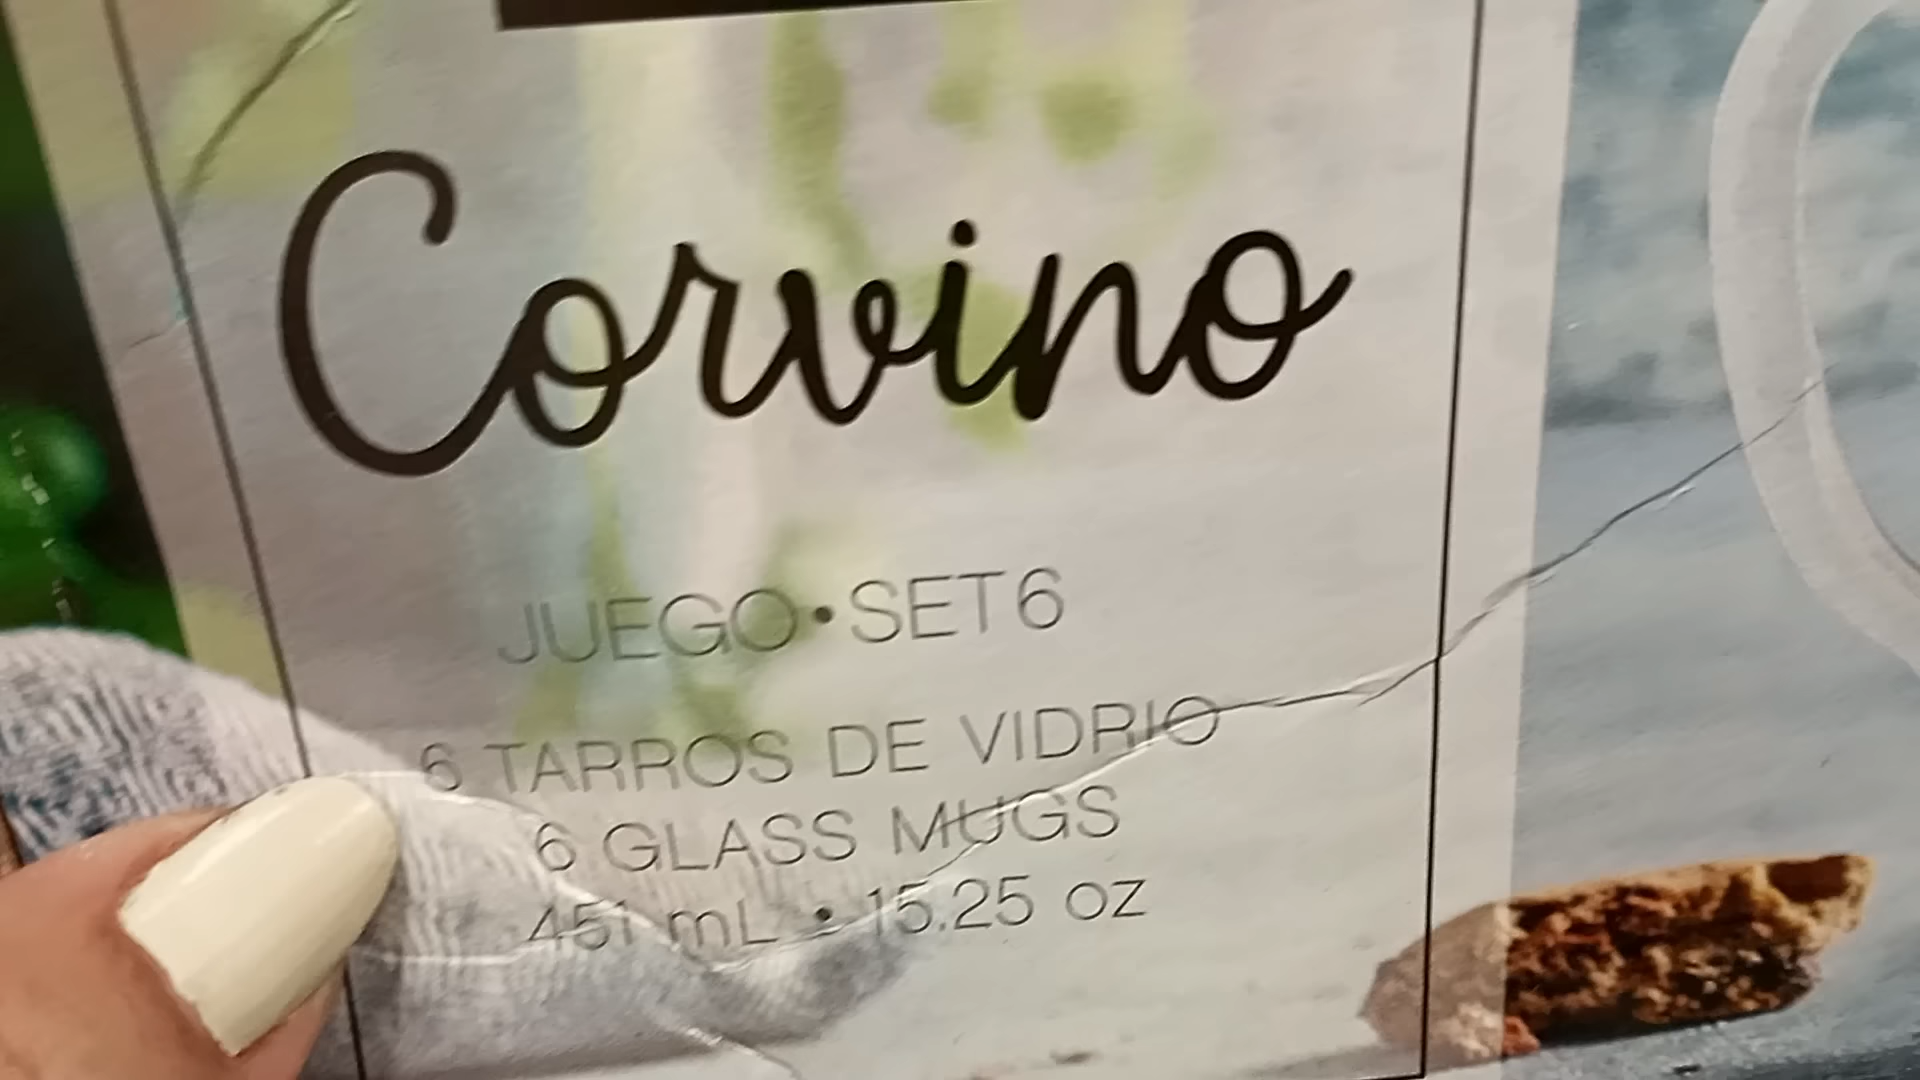 Corvino
JUEGO • SET 6
6 TARROS DE VIDRIO
6 GLASS MUGS
451 mL • 15.25 oz